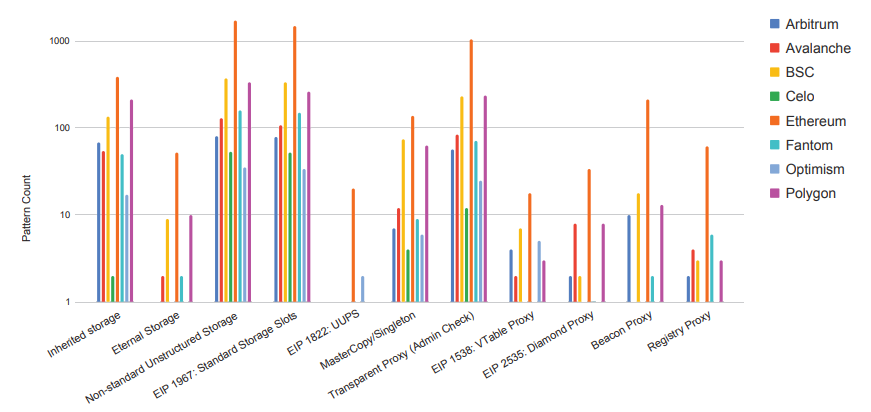 Pattern Count
1000
100
10
1
Inherited storage
Eternal Storage
Non-standard Unstructured Storage
EIP 1967: Standard Storage Slots
EIP 1822: UUPS
MasterCopy/Singleton
Transparent Proxy (Admin Check)
EIP 1538: VTable Proxy
EIP 2535: Diamond Proxy
Beacon Proxy
Registry Proxy
Arbitrum
Avalanche
BSC
Celo
Ethereum
Fantom
Optimism
Polygon